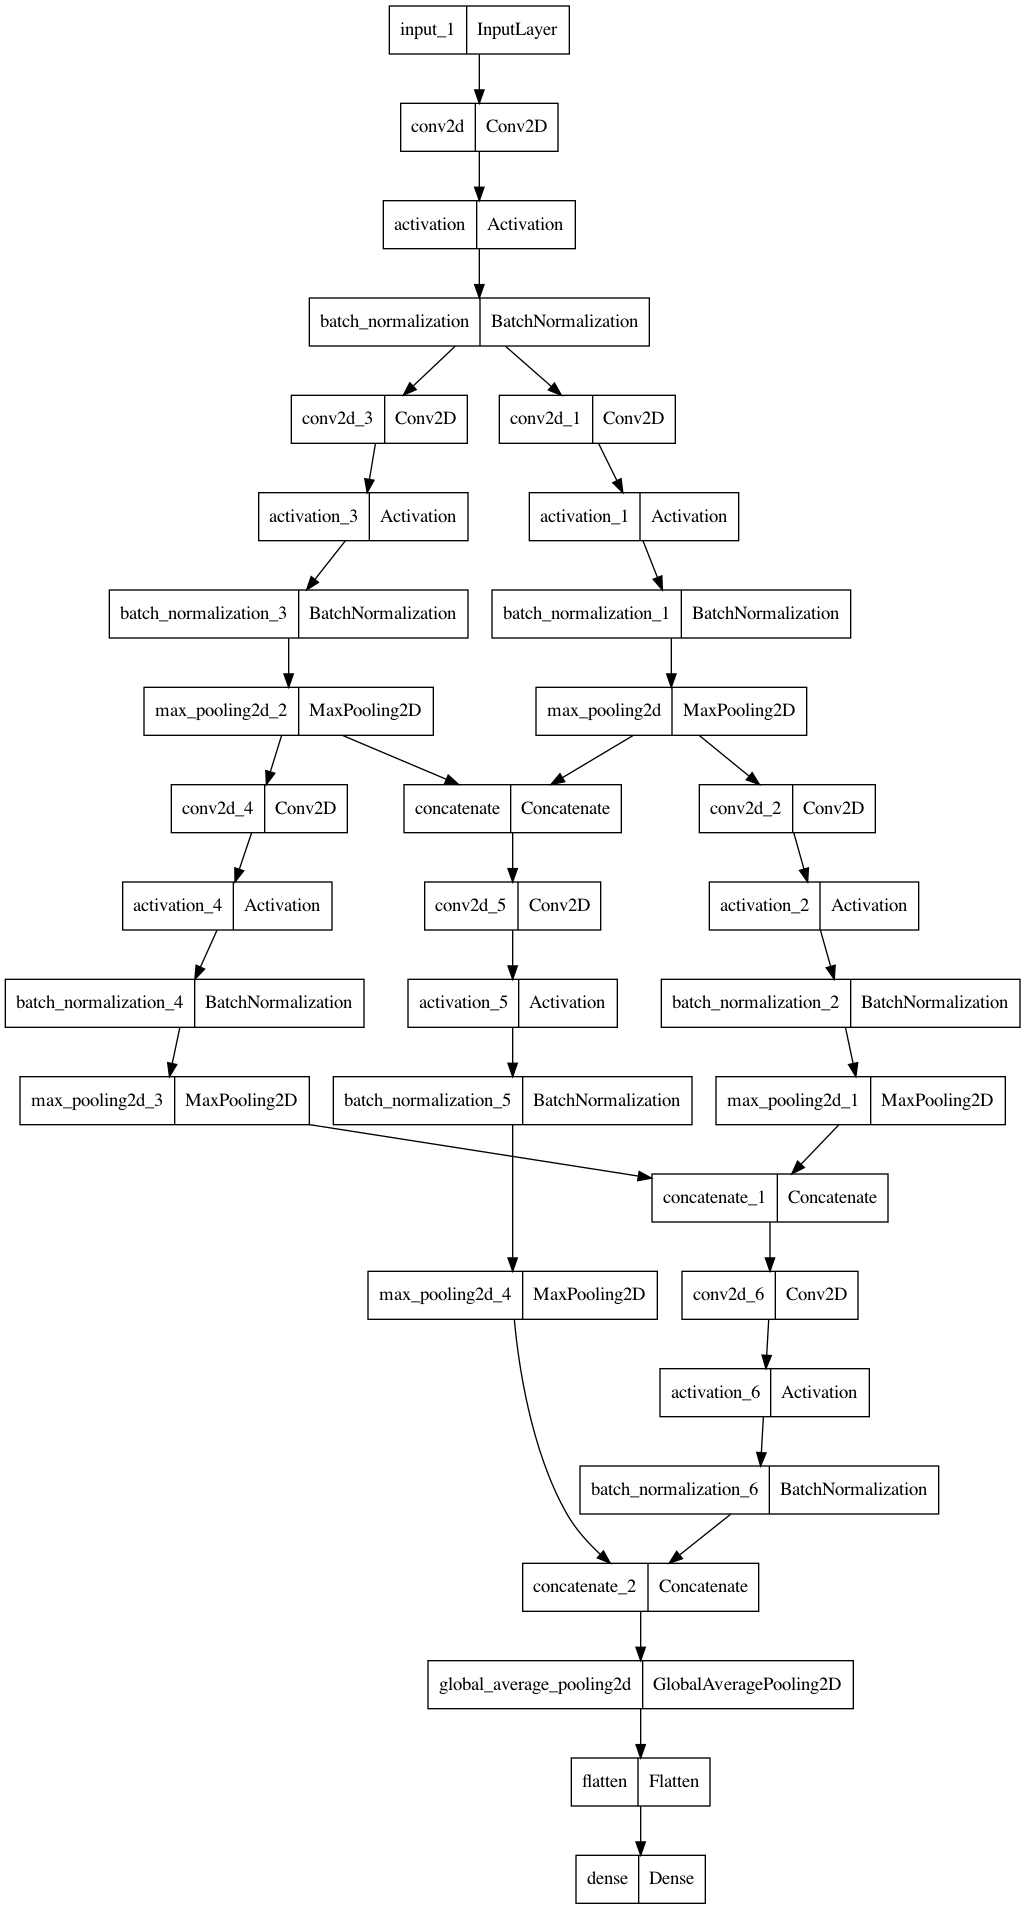 input_1 InputLayer
conv2d Conv2D
activation Activation
batch_normalization BatchNormalization
conv2d_3 Conv2D conv2d_1 Conv2D
activation_3 Activation activation_1 Activation
batch_normalization_3 BatchNormalization batch_normalization_1 BatchNormalization
max_pooling2d_2 MaxPooling2D max_pooling2d MaxPooling2D
conv2d_4 Conv2D concatenate Concatenate conv2d_2 Conv2D
activation_4 Activation conv2d_5 Conv2D activation_2 Activation
batch_normalization_4 BatchNormalization activation_5 Activation batch_normalization_2 BatchNormalization
max_pooling2d_3 MaxPooling2D batch_normalization_5 BatchNormalization max_pooling2d_1 MaxPooling2D
concatenate_1 Concatenate
max_pooling2d_4 MaxPooling2D conv2d_6 Conv2D
activation_6 Activation
batch_normalization_6 BatchNormalization
concatenate_2 Concatenate
global_average_pooling2d GlobalAveragePooling2D
flatten Flatten
dense Dense